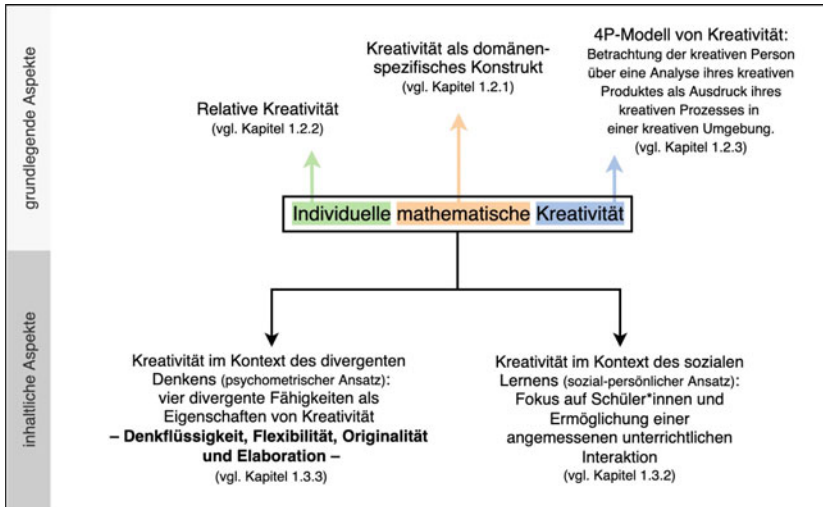 grundlegende Aspekte
4P-Modell von Kreativität:
Betrachtung der kreativen Person
über eine Analyse ihres kreativen
Produktes als Ausdruck ihres
kreativen Prozesses in
einer kreativen Umgebung.
(vgl. Kapitel 1.2.3)
Kreativität als domänen-
spezifisches Konstrukt
(vgl. Kapitel 1.2.1)
Relative Kreativität
(vgl. Kapitel 1.2.2)
Individuelle mathematische Kreativität
inhaltliche Aspekte
Kreativität im Kontext des divergenten
Denkens (psychometrischer Ansatz):
vier divergente Fähigkeiten als
Eigenschaften von Kreativität
– Denkflüssigkeit, Flexibilität, Originalität
und Elaboration –
(vgl. Kapitel 1.3.3)
Kreativität im Kontext des sozialen
Lernens (sozial-persönlicher Ansatz):
Fokus auf Schüler*innen und
Ermöglichung einer
angemessenen unterrichtlichen
Interaktion
(vgl. Kapitel 1.3.2)